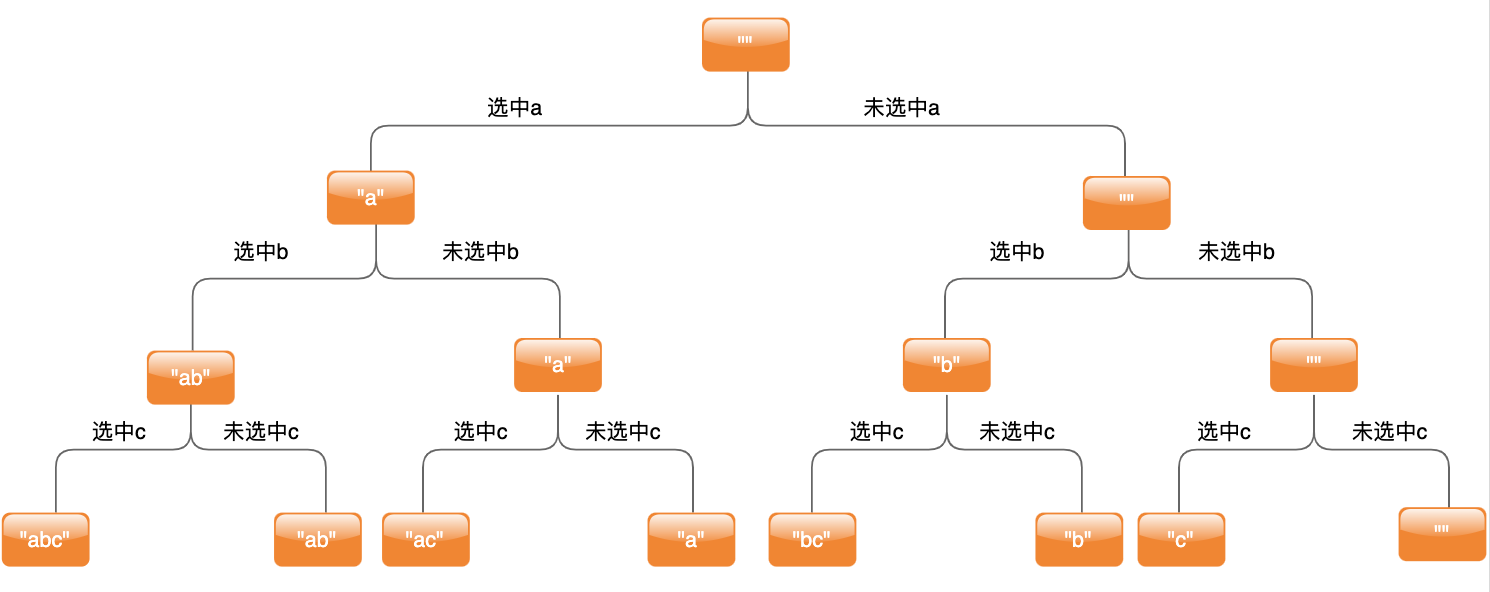 ""
选中a
未选中a
"a"
""
选中b
未选中b
选中b
未选中b
"ab"
"a"
"b"
""
选中c
未选中c
选中c
未选中c
选中c
未选中c
选中c
未选中c
"abc"
"ab"
"ac"
"a"
"bc"
"b"
"c"
""